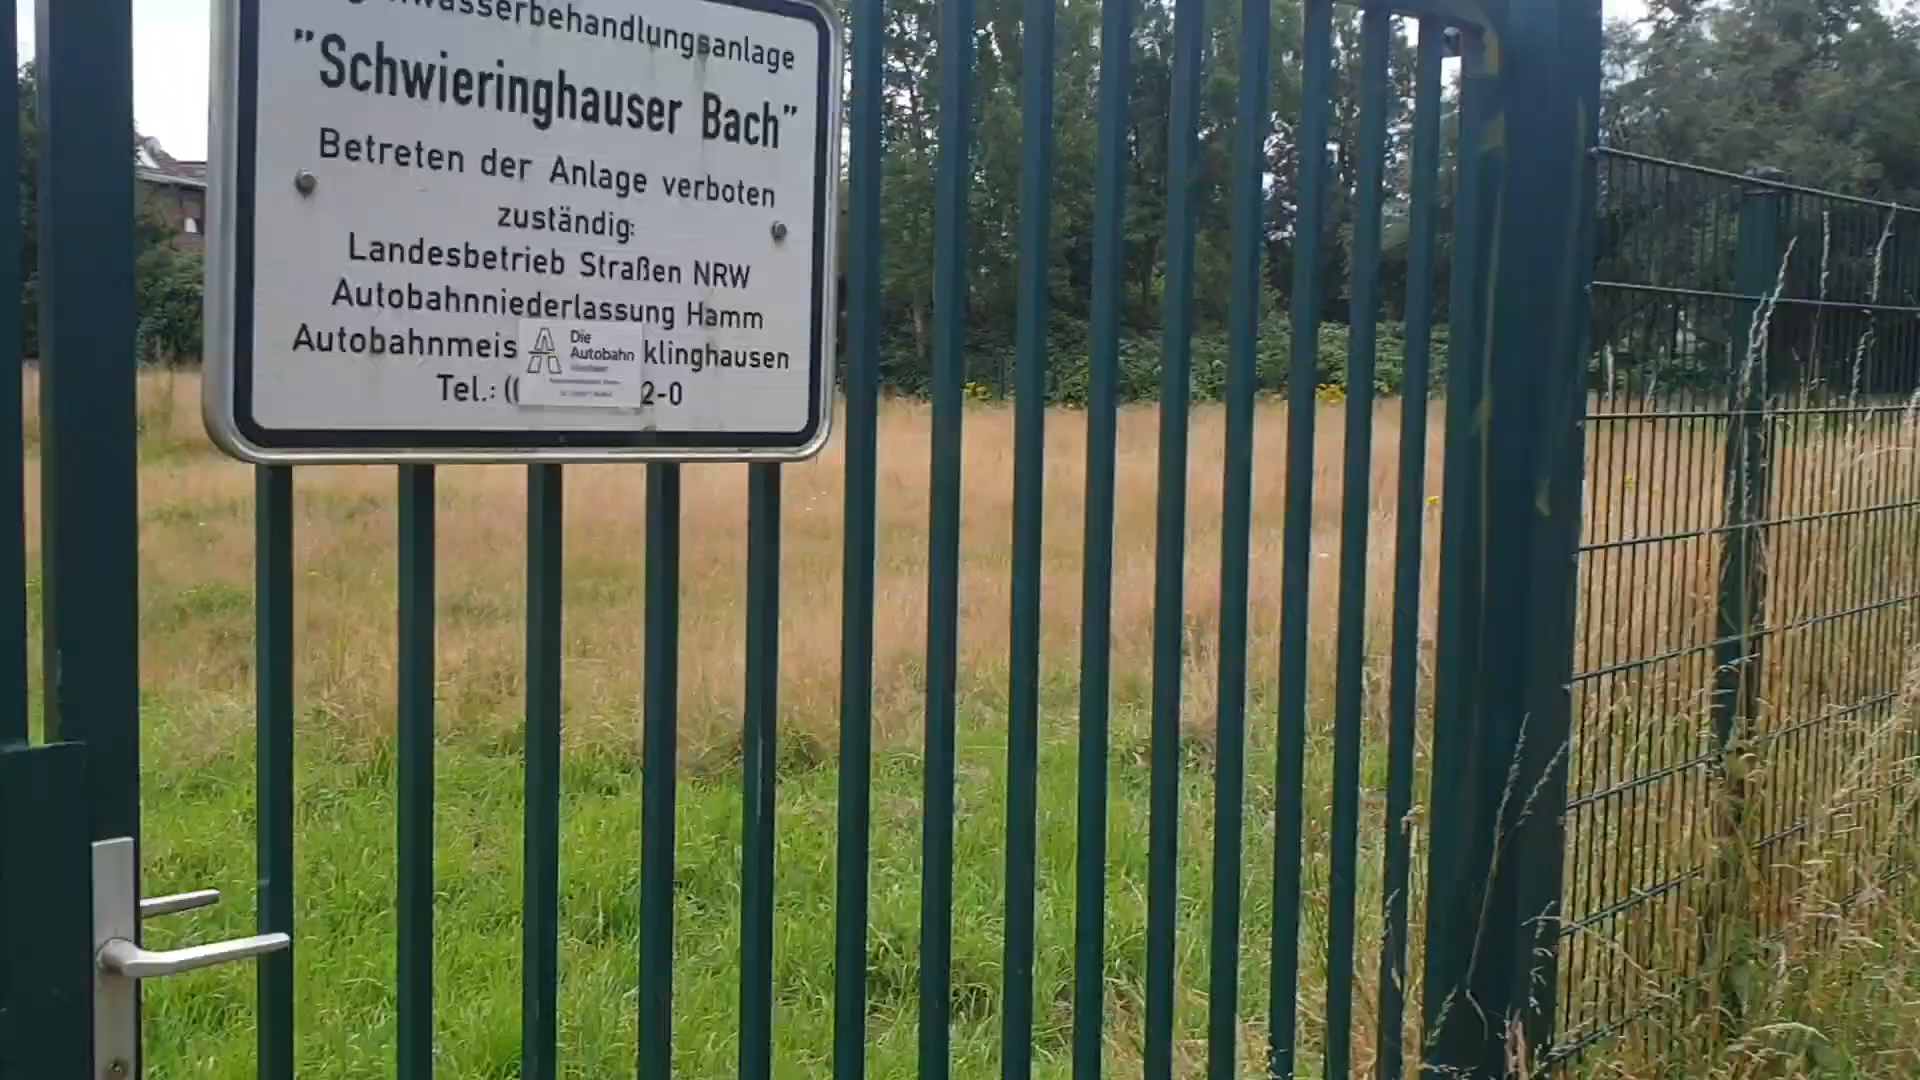 wasserbehandlungsanlage
"Schwieringhauser Bach"
Betreten der Anlage verboten
zuständig:
Landesbetrieb Straßen NRW
Autobahnniederlassung Hamm
Autobahnmeis klinghausen
Tel.: (( 2-0
Die
Autobahn